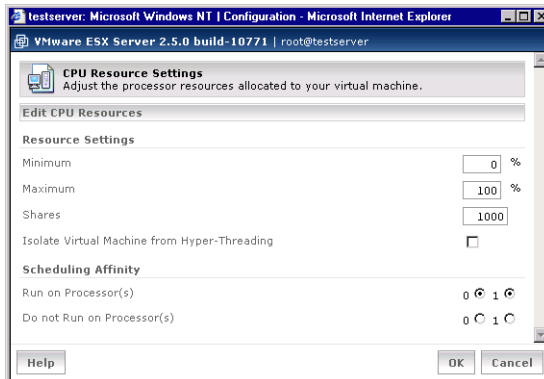 testserver: Microsoft Windows NT | Configuration - Microsoft Internet Explorer
VMware ESX Server 2.5.0 build-10771 | root@testserver
CPU Resource Settings
Adjust the processor resources allocated to your virtual machine.
Edit CPU Resources
Resource Settings
Minimum 0 %
Maximum 100 %
Shares 1000
Isolate Virtual Machine from Hyper-Threading
Scheduling Affinity
Run on Processor(s) 0 1
Do not Run on Processor(s) 0 1
Help OK Cancel